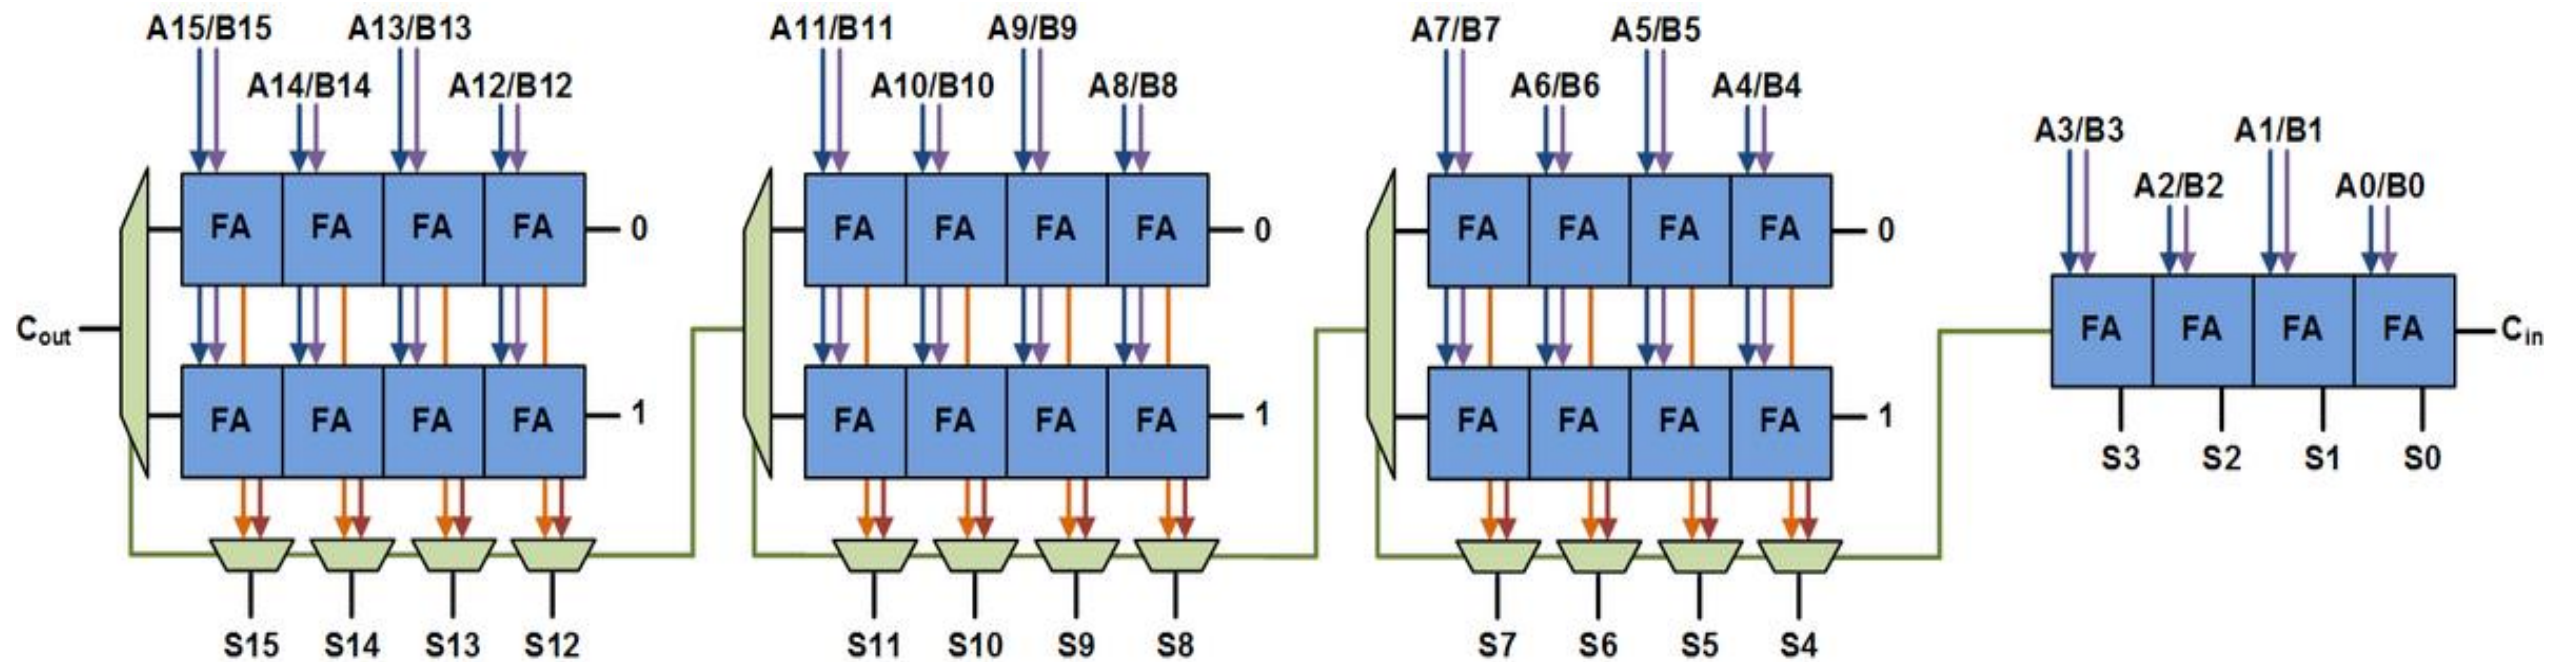 A15/B15 A13/B13 A11/B11 A9/B9 A7/B7 A5/B5
A14/B14 A12/B12 A10/B10 A8/B8 A6/B6 A4/B4
A3/B3 A1/B1
A2/B2 A0/B0
FA FA FA FA 0 FA FA FA FA 0 FA FA FA FA 0
Cout FA FA FA FA Cin
FA FA FA FA 1 FA FA FA FA 1 FA FA FA FA 1
S3 S2 S1 S0
S15 S14 S13 S12 S11 S10 S9 S8 S7 S6 S5 S4